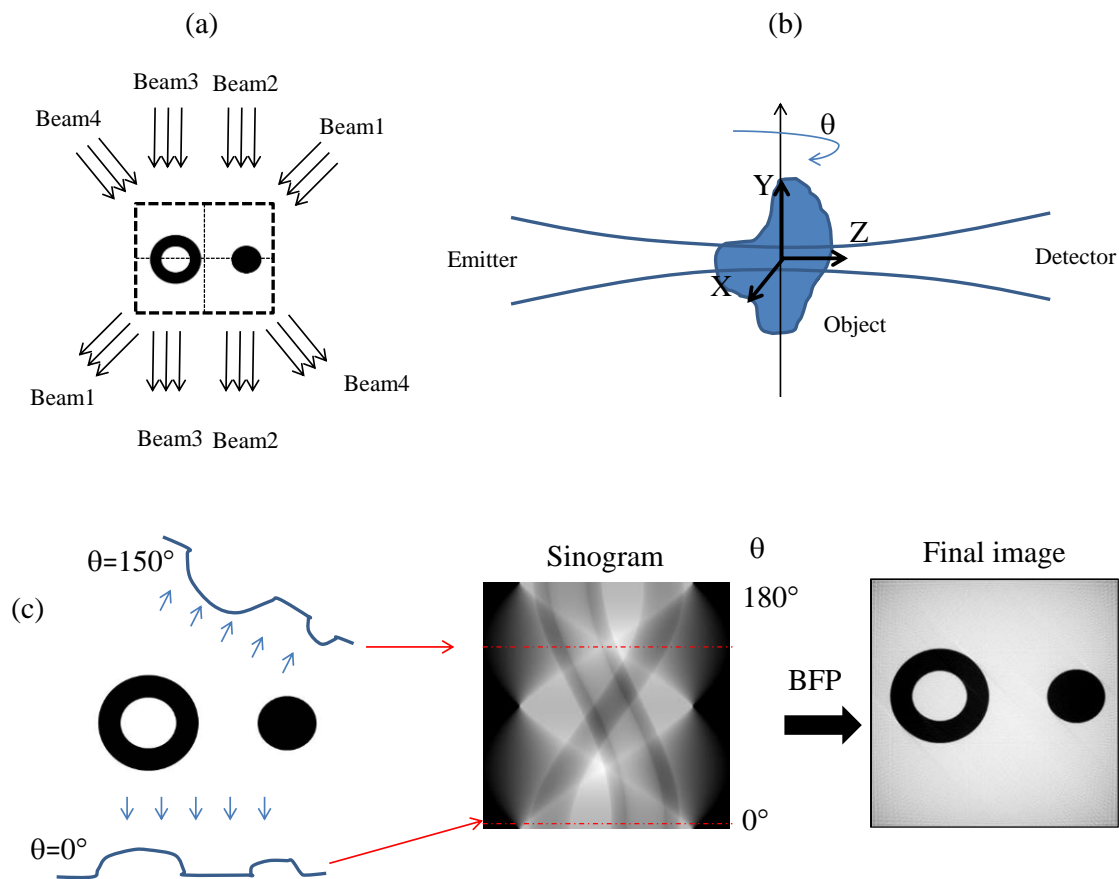 (a)
(b)
Beam3
Beam2
Beam4
Beam1
θ
Y
Z
Emitter
Detector
X
Object
Beam1
Beam4
Beam3
Beam2
(c)
θ=150°
Sinogram
θ
Final image
180°
BFP
0°
θ=0°